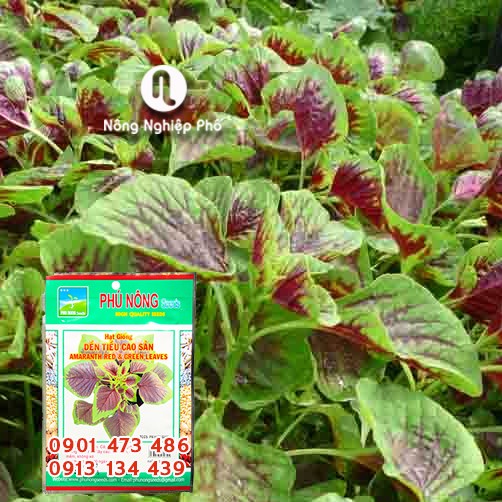 Nông Nghiệp Phố
PHÚ NÔNG Seeds
HIGH QUALITY SEED
Hạt Giống
DỀN TIỀU CAO SẢN
AMARANTH RED & GREEN LEAVES
0901 473 486
0913 134 439